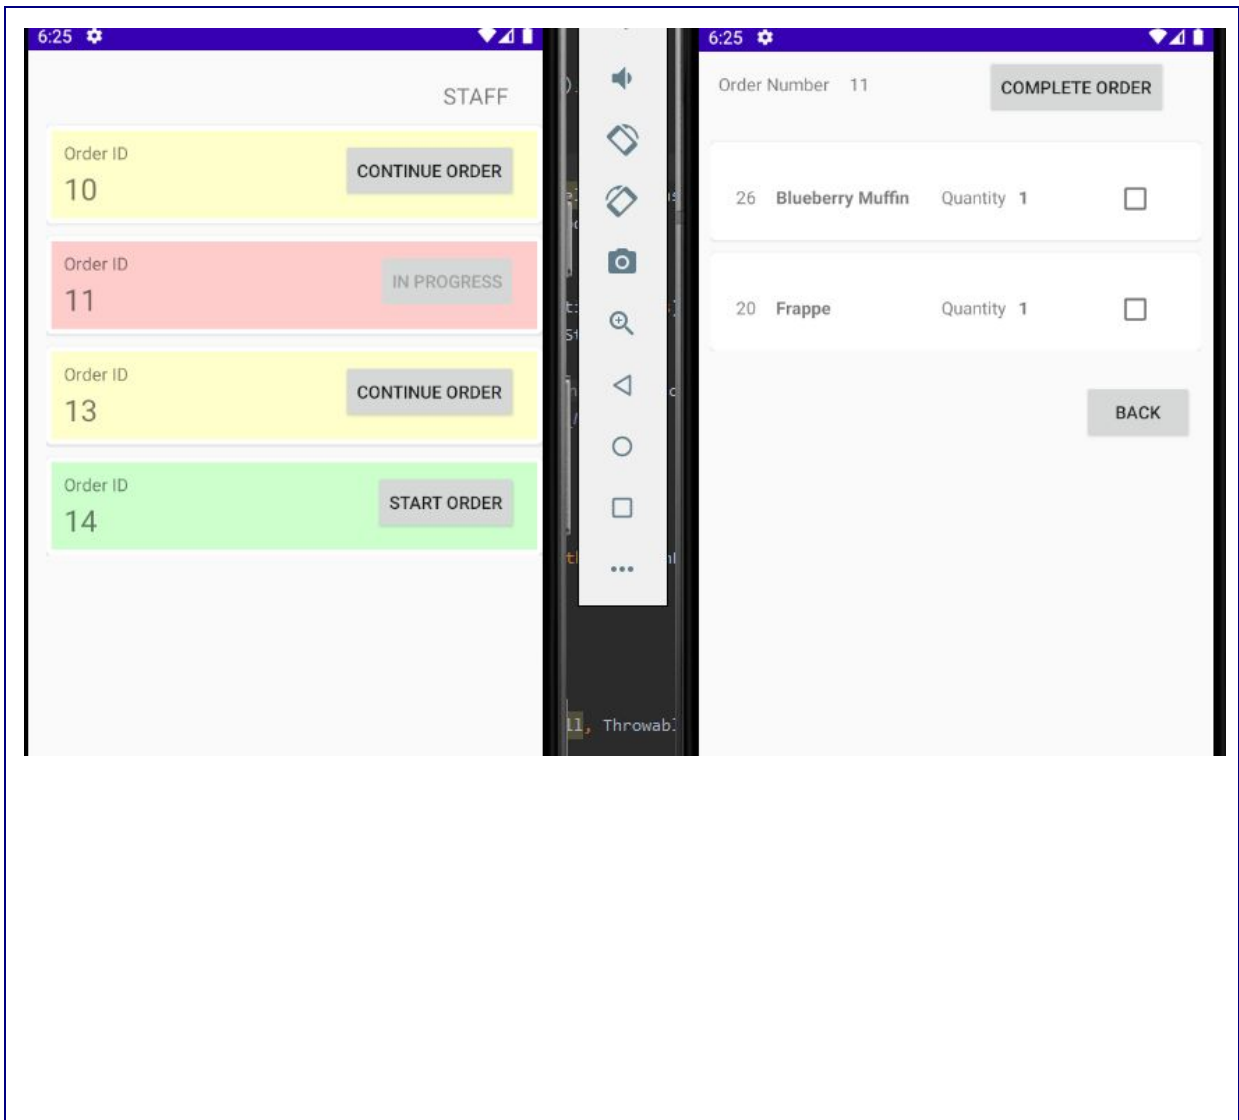 6:25
STAFF
Order ID
10
CONTINUE ORDER
Order ID
11
IN PROGRESS
Order ID
13
CONTINUE ORDER
Order ID
14
START ORDER
11, Throwabl
6:25
Order Number 11
COMPLETE ORDER
26 Blueberry Muffin Quantity 1
20 Frappe Quantity 1
BACK